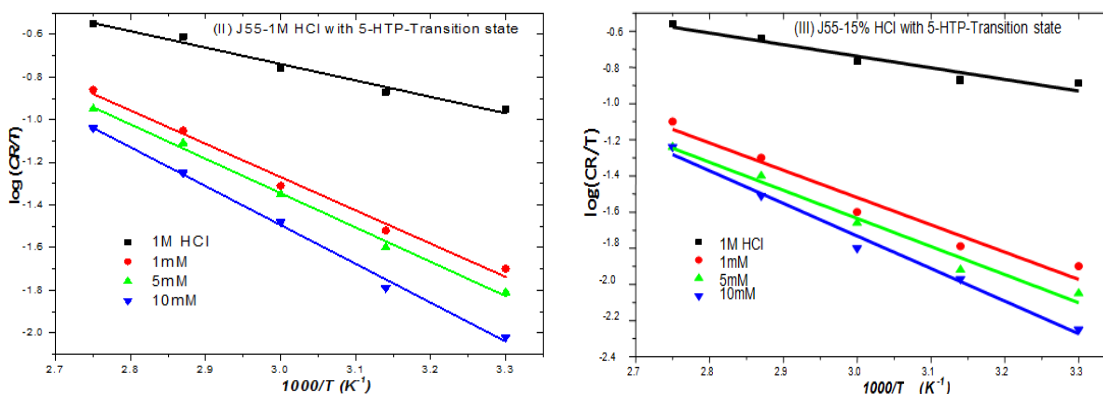 (II) J55-1M HCl with 5-HTP-Transition state
log (CR/T)
-0.6
-0.8
-1.0
-1.2
-1.4
-1.6
-1.8
-2.0
1M HCl
1mM
5mM
10mM
2.7 2.8 2.9 3.0 3.1 3.2 3.3
1000/T (K⁻¹)
(III) J55-15% HCl with 5-HTP-Transition state
log(CR/T)
-0.6
-0.8
-1.0
-1.2
-1.4
-1.6
-1.8
-2.0
-2.2
-2.4
1M HCl
1mM
5mM
10mM
2.7 2.8 2.9 3.0 3.1 3.2 3.3
1000/T (K⁻¹)